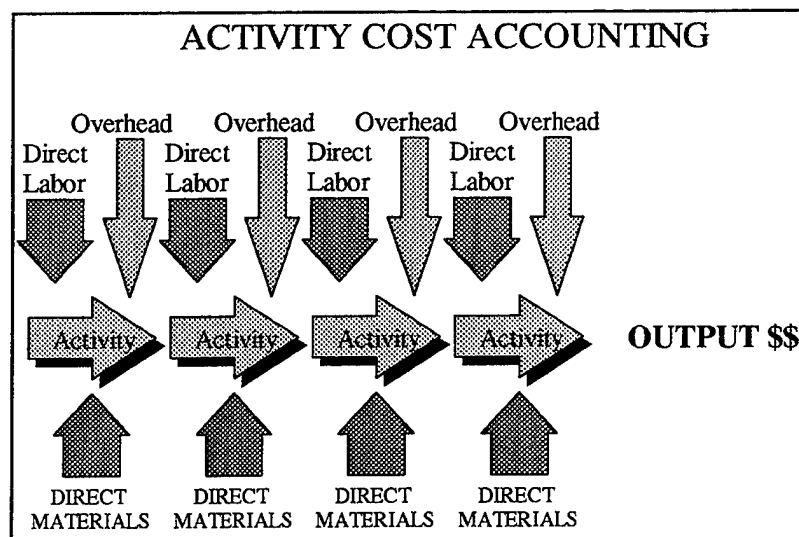 ACTIVITY COST ACCOUNTING
Overhead Overhead Overhead Overhead
Direct Direct Direct Direct
Labor Labor Labor Labor
Activity Activity Activity Activity OUTPUT $$
DIRECT DIRECT DIRECT DIRECT
MATERIALS MATERIALS MATERIALS MATERIALS